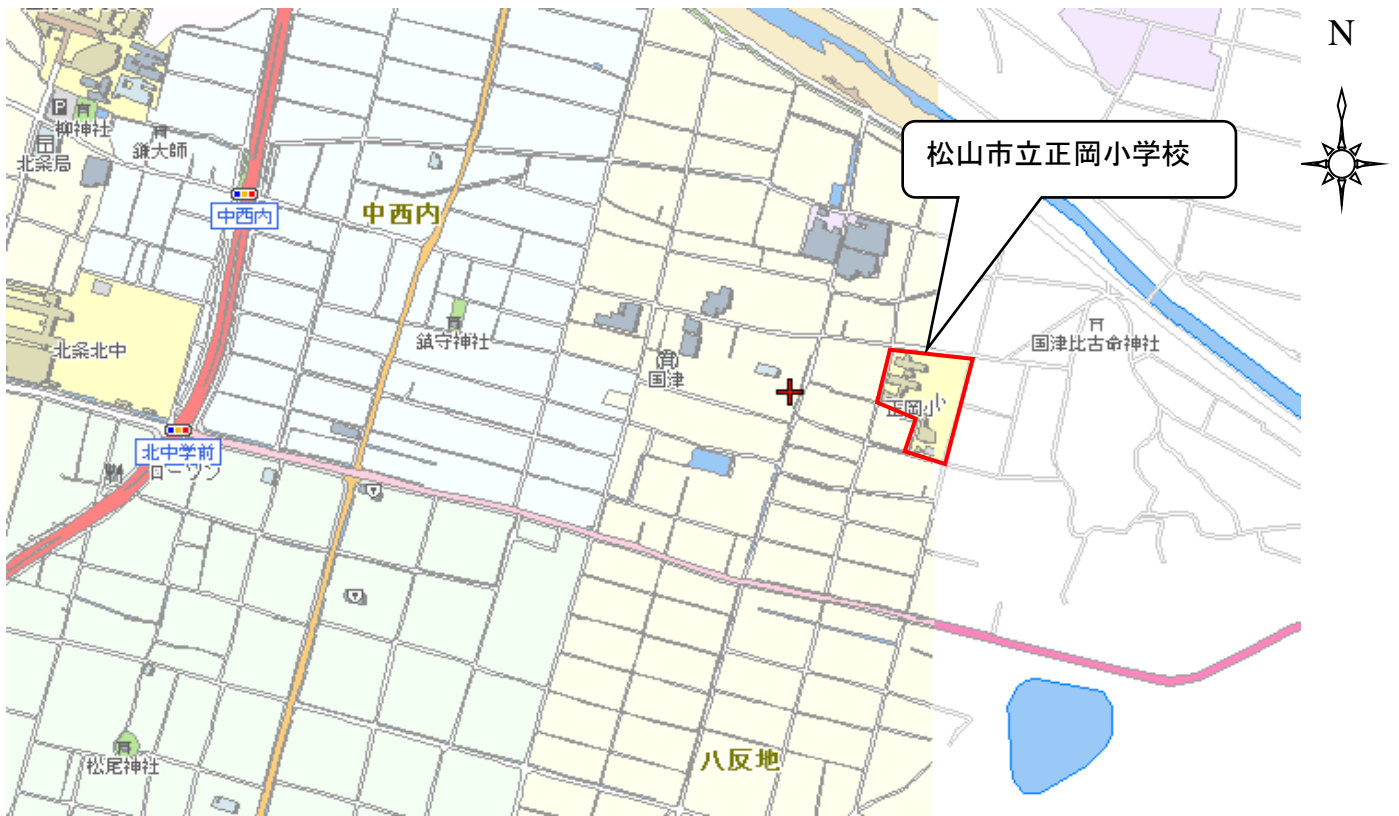 N
松山市立正岡小学校
P
柳神社
鎌大師
北条局
中西内
中西内
鎮守神社
国津
国津比古命神社
北条北中
正岡小
北中学前
ローソン
八反地
松尾神社